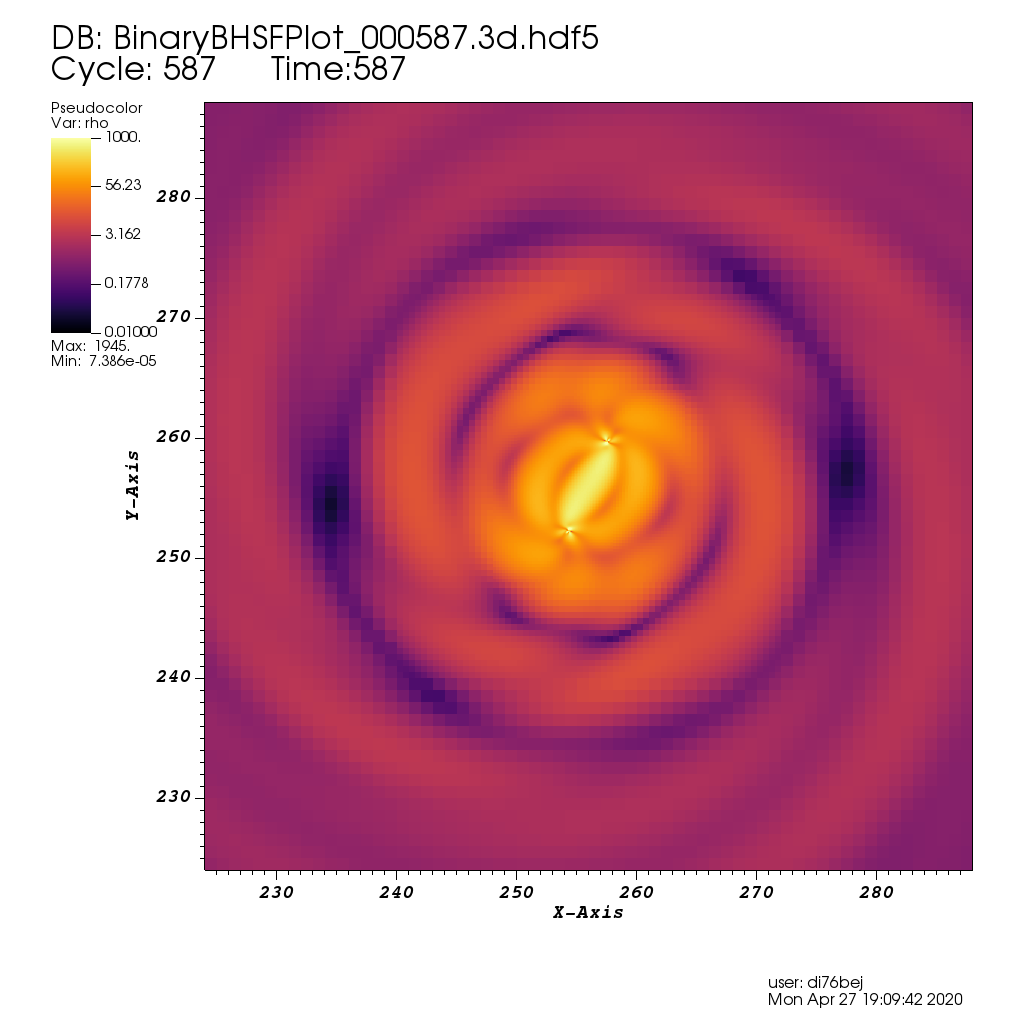 DB: BinaryBHSFPlot_000587.3d.hdf5
Cycle: 587 Time:587
Pseudocolor
Var: rho
1000.
56.23
3.162
0.1778
0.01000
Max: 1945.
Min: 7.386e-05
280
270
260
250
240
230
Y-Axis
230 240 250 260 270 280
X-Axis
user: di76bej
Mon Apr 27 19:09:42 2020